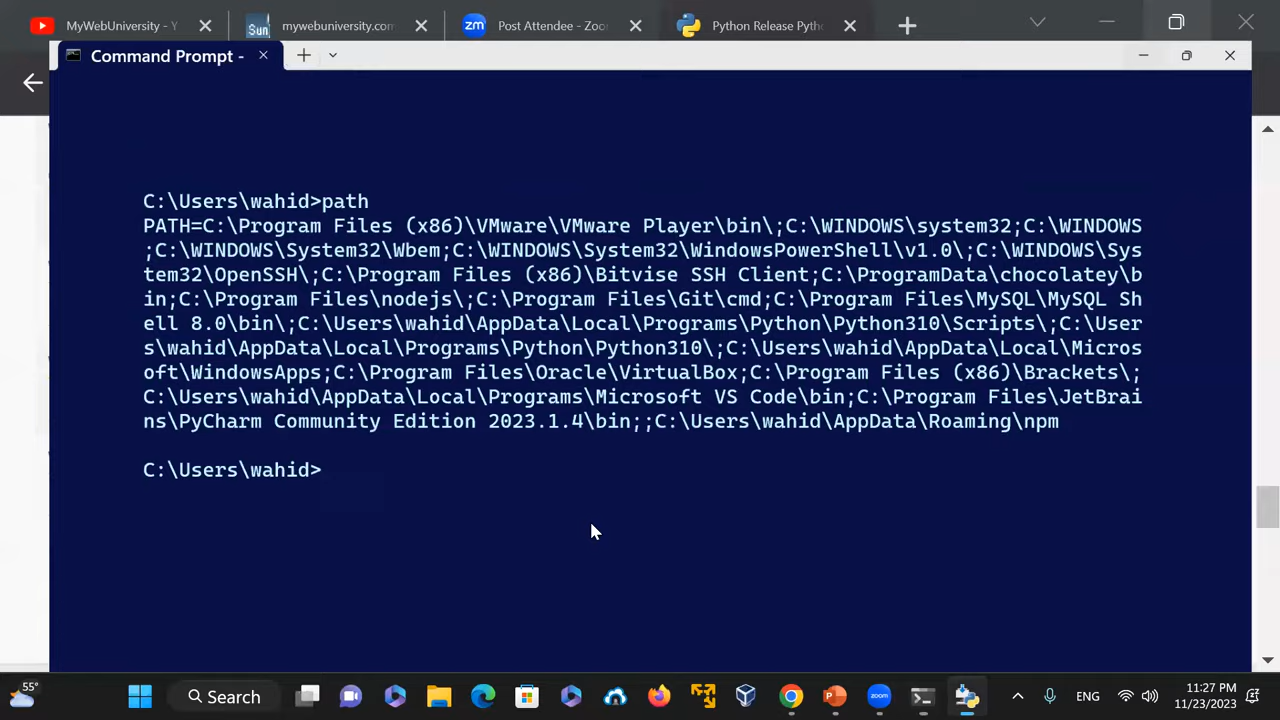 MyWebUniversity - Y
mywebuniversity.com
Post Attendee - Zoo
Python Release Pyth
Command Prompt -
C:\Users\wahid>path
PATH=C:\Program Files (x86)\VMware\VMware Player\bin\;C:\WINDOWS\system32;C:\WINDOWS
;C:\WINDOWS\System32\Wbem;C:\WINDOWS\System32\WindowsPowerShell\v1.0\;C:\WINDOWS\Sys
tem32\OpenSSH\;C:\Program Files (x86)\Bitvise SSH Client;C:\ProgramData\chocolatey\b
in;C:\Program Files\nodejs\;C:\Program Files\Git\cmd;C:\Program Files\MySQL\MySQL Sh
ell 8.0\bin\;C:\Users\wahid\AppData\Local\Programs\Python\Python310\Scripts\;C:\User
s\wahid\AppData\Local\Programs\Python\Python310\;C:\Users\wahid\AppData\Local\Micros
oft\WindowsApps;C:\Program Files\Oracle\VirtualBox;C:\Program Files (x86)\Brackets\;
C:\Users\wahid\AppData\Local\Programs\Microsoft VS Code\bin;C:\Program Files\JetBrai
ns\PyCharm Community Edition 2023.1.4\bin;;C:\Users\wahid\AppData\Roaming\npm
C:\Users\wahid>
55°
Search
ENG
11:27 PM
11/23/2023